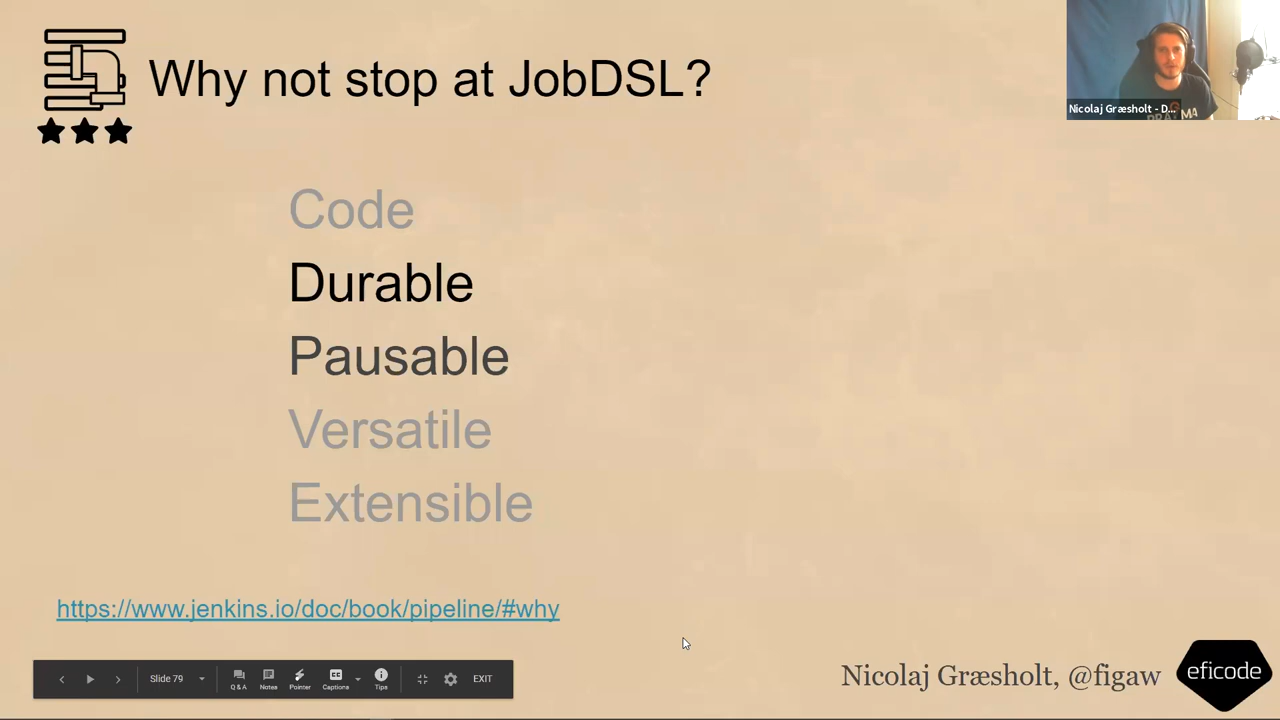 Why not stop at JobDSL?
Nicolaj Græsholt - D...
Code
Durable
Pausable
Versatile
Extensible
https://www.jenkins.io/doc/book/pipeline/#why
Slide 79
Q & A
Notes
Pointer
Captions
Tips
EXIT
Nicolaj Græsholt, @figaw
eficode